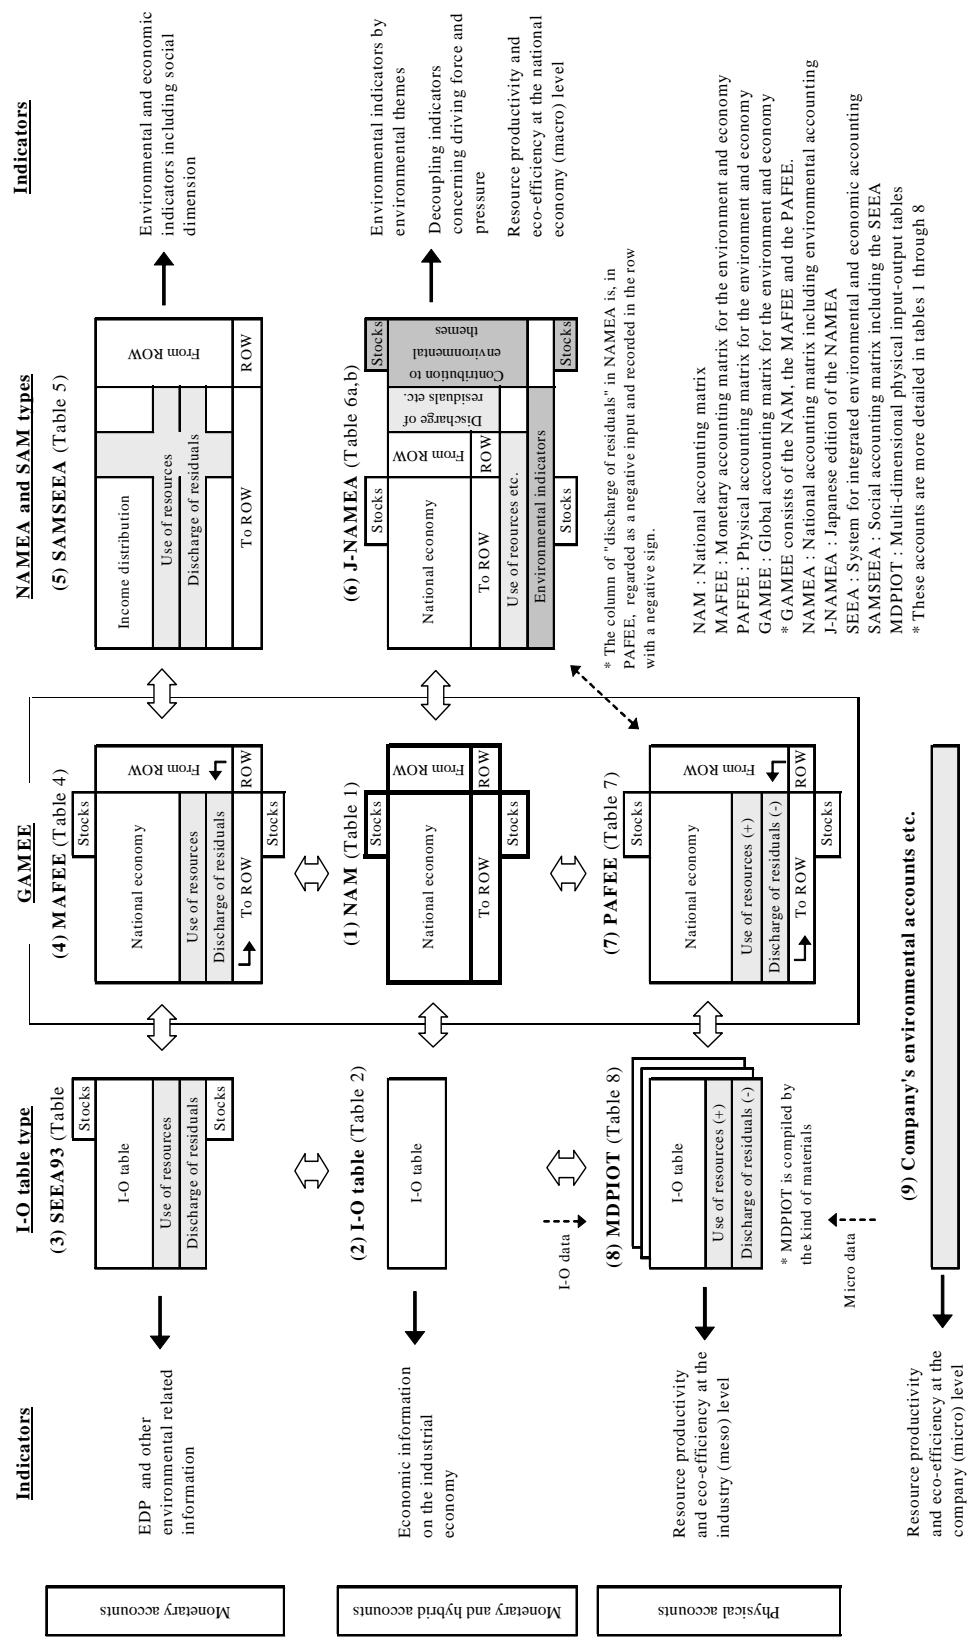 Indicators
I-O table type
GAMEE
NAMEA and SAM types
Indicators
Monetary accounts
EDP and other
environmental related
information
(3) SEEA93 (Table
Stocks
I-O table
Use of resources
Discharge of residuals
Stocks
(4) MAFEE (Table 4)
Stocks
National economy
From ROW
Use of resources
Discharge of residuals
To ROW
ROW
Stocks
(5) SAMSEEA (Table 5)
Income distribution
From ROW
Use of resources
Discharge of residuals
To ROW
ROW
Environmental and economic
indicators including social
dimension
Monetary and hybrid accounts
Economic information
on the industrial
economy
(2) I-O table (Table 2)
I-O table
(1) NAM (Table 1)
Stocks
National economy
From ROW
To ROW
ROW
Stocks
(6) J-NAMEA (Table 6a,b)
Stocks
Stocks
National economy
From ROW
Discharge of
residuals etc.
Contribution to
environmental
themes
To ROW
ROW
Use of reources etc.
Environmental indicators
Stocks
Stocks
Environmental indicators by
environmental themes
Decoupling indicators
concerning driving force and
pressure
Resource productivity and
eco-efficiency at the national
economy (macro) level
* The column of "discharge of residuals" in NAMEA is, in
PAFEE, regarded as a negative input and recorded in the row
with a negative sign.
Physical accounts
Resource productivity
and eco-efficiency at the
industry (meso) level
I-O data
(8) MDPIOT (Table 8)
I-O table
Use of resources (+)
Discharge of residuals (-)
* MDPIOT is compiled by
the kind of materials
Micro data
(7) PAFEE (Table 7)
Stocks
National economy
From ROW
Use of resources (+)
Discharge of residuals (-)
To ROW
ROW
Stocks
NAM : National accounting matrix
MAFEE : Monetary accounting matrix for the environment and economy
PAFEE : Physical accounting matrix for the environment and economy
GAMEE : Global accounting matrix for the environment and economy
* GAMEE consists of the NAM, the MAFEE and the PAFEE.
NAMEA : National accounting matrix including environmental accounting
J-NAMEA : Japanese edition of the NAMEA
SEEA : System for integrated environmental and economic accounting
SAMSEEA : Social accounting matrix including the SEEA
MDPIOT : Multi-dimensional physical input-output tables
* These accounts are more detailed in tables 1 through 8
Resource productivity
and eco-efficiency at the
company (micro) level
(9) Company's environmental accounts etc.